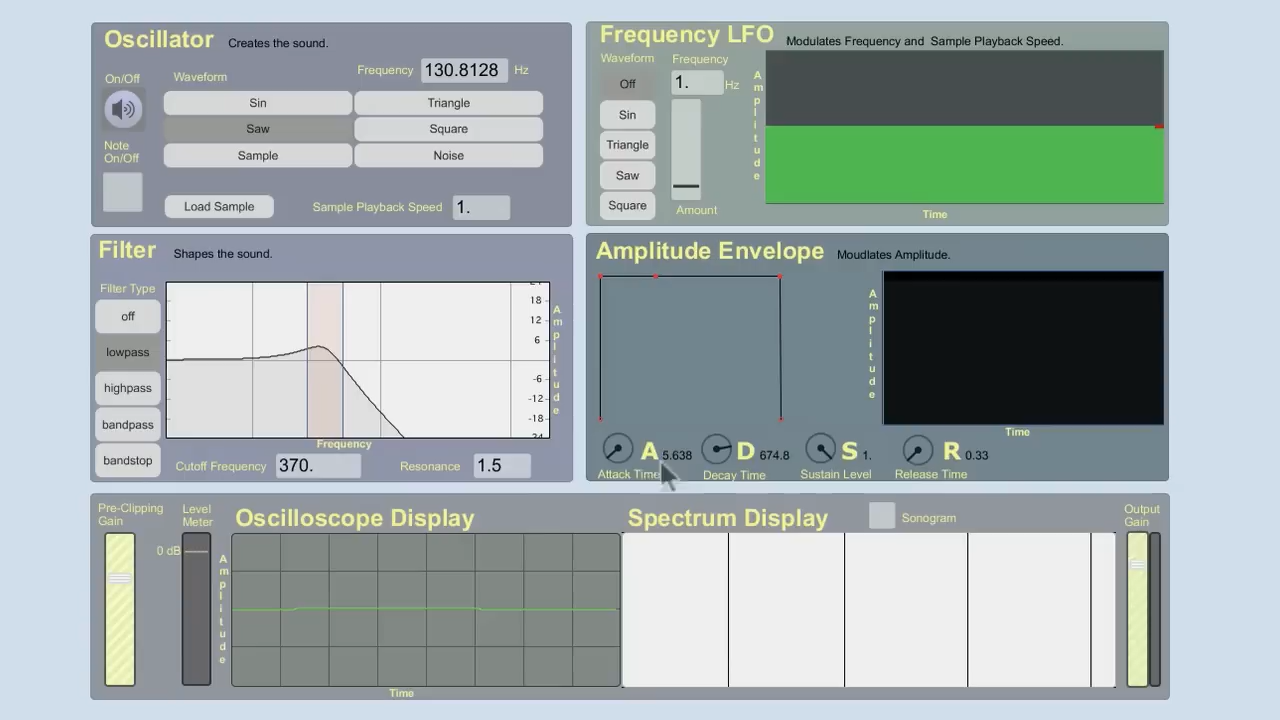 Oscillator Creates the sound.
On/Off
Waveform
Frequency 130.8128 Hz
Sin
Triangle
Saw
Square
Sample
Noise
Note
On/Off
Load Sample
Sample Playback Speed 1.
Frequency LFO Modulates Frequency and Sample Playback Speed.
Waveform
Frequency
Off
1. Hz
Sin
Triangle
Saw
Square
Amount
Amplitude
Time
Filter Shapes the sound.
Filter Type
off
lowpass
highpass
bandpass
bandstop
18
12
6
-6
-12
-18
Amplitude
Frequency
Cutoff Frequency 370.
Resonance 1.5
Amplitude Envelope Moudlates Amplitude.
Amplitude
Time
A 5.638
Attack Time
D 674.8
Decay Time
S 1.
Sustain Level
R 0.33
Release Time
Pre-Clipping
Gain
Level
Meter
0 dB
Oscilloscope Display
Amplitude
Time
Spectrum Display
Sonogram
Output
Gain